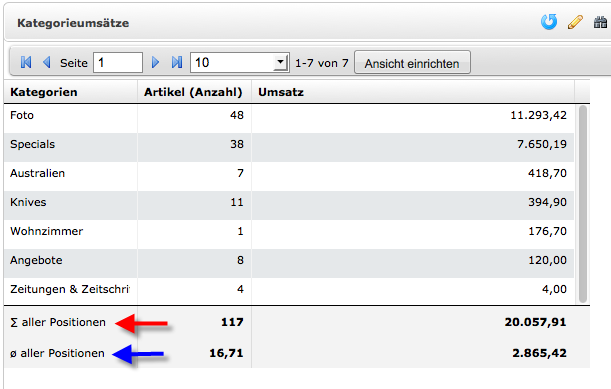 Kategorieumsätze
Seite 1 10 1-7 von 7 Ansicht einrichten
Kategorien Artikel (Anzahl) Umsatz
Foto 48 11.293,42
Specials 38 7.650,19
Australien 7 418,70
Knives 11 394,90
Wohnzimmer 1 176,70
Angebote 8 120,00
Zeitungen & Zeitschrif 4 4,00
∑ aller Positionen 117 20.057,91
ø aller Positionen 16,71 2.865,42